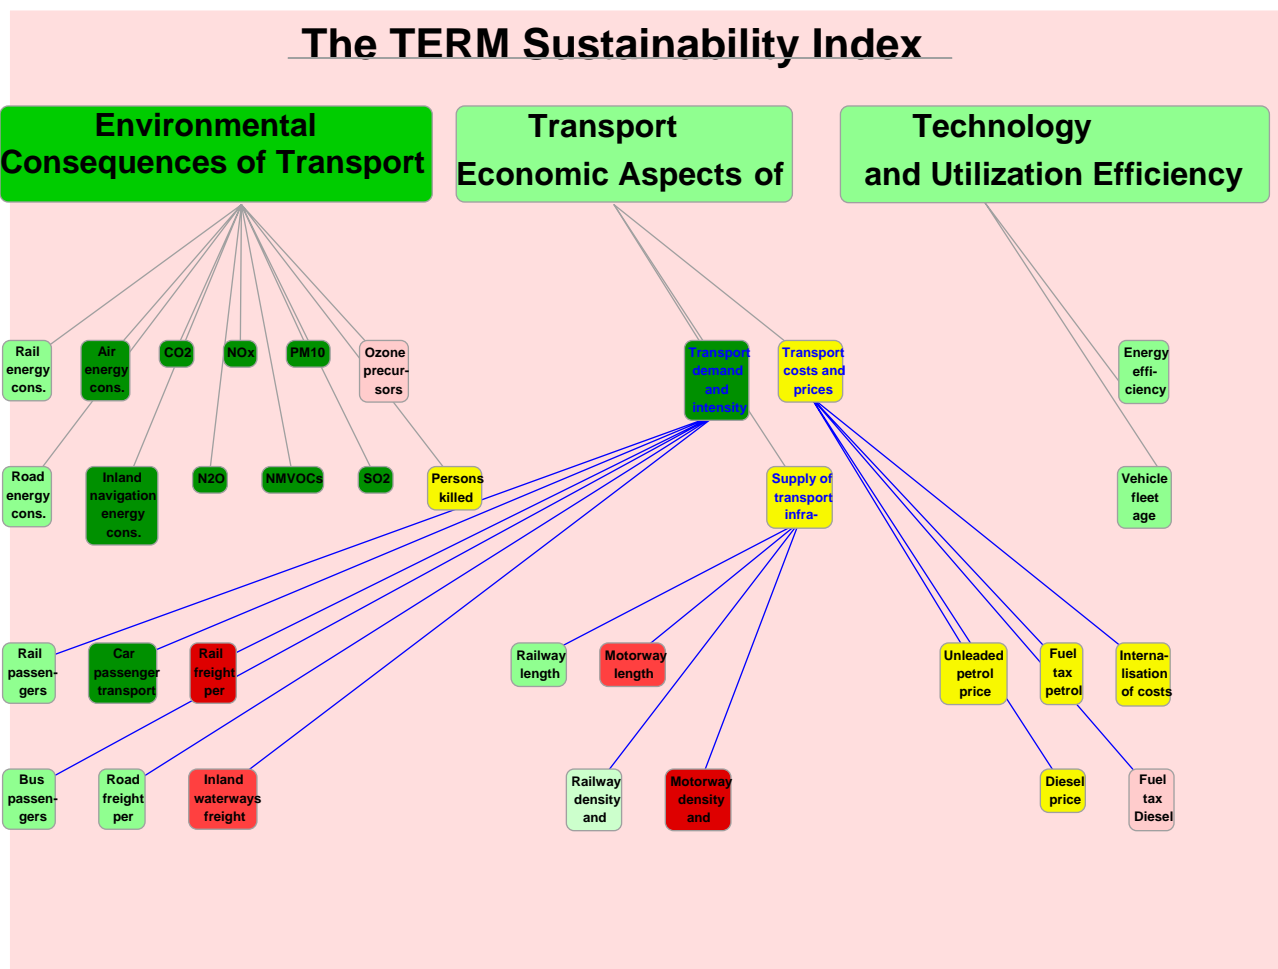 The TERM Sustainability Index
Environmental
Consequences of Transport
Transport
Economic Aspects of
Technology
and Utilization Efficiency
Rail
energy
cons.
Air
energy
cons.
CO2
NOx
PM10
Ozone
precur-
sors
Transport
demand
and
intensity
Transport
costs and
prices
Energy
effi-
ciency
Road
energy
cons.
Inland
navigation
energy
cons.
N2O
NMVOCs
SO2
Persons
killed
Supply of
transport
infra-
Vehicle
fleet
age
Rail
passen-
gers
Car
passenger
transport
Rail
freight
per
Railway
length
Motorway
length
Unleaded
petrol
price
Fuel
tax
petrol
Interna-
lisation
of costs
Bus
passen-
gers
Road
freight
per
Inland
waterways
freight
Railway
density
and
Motorway
density
and
Diesel
price
Fuel
tax
Diesel